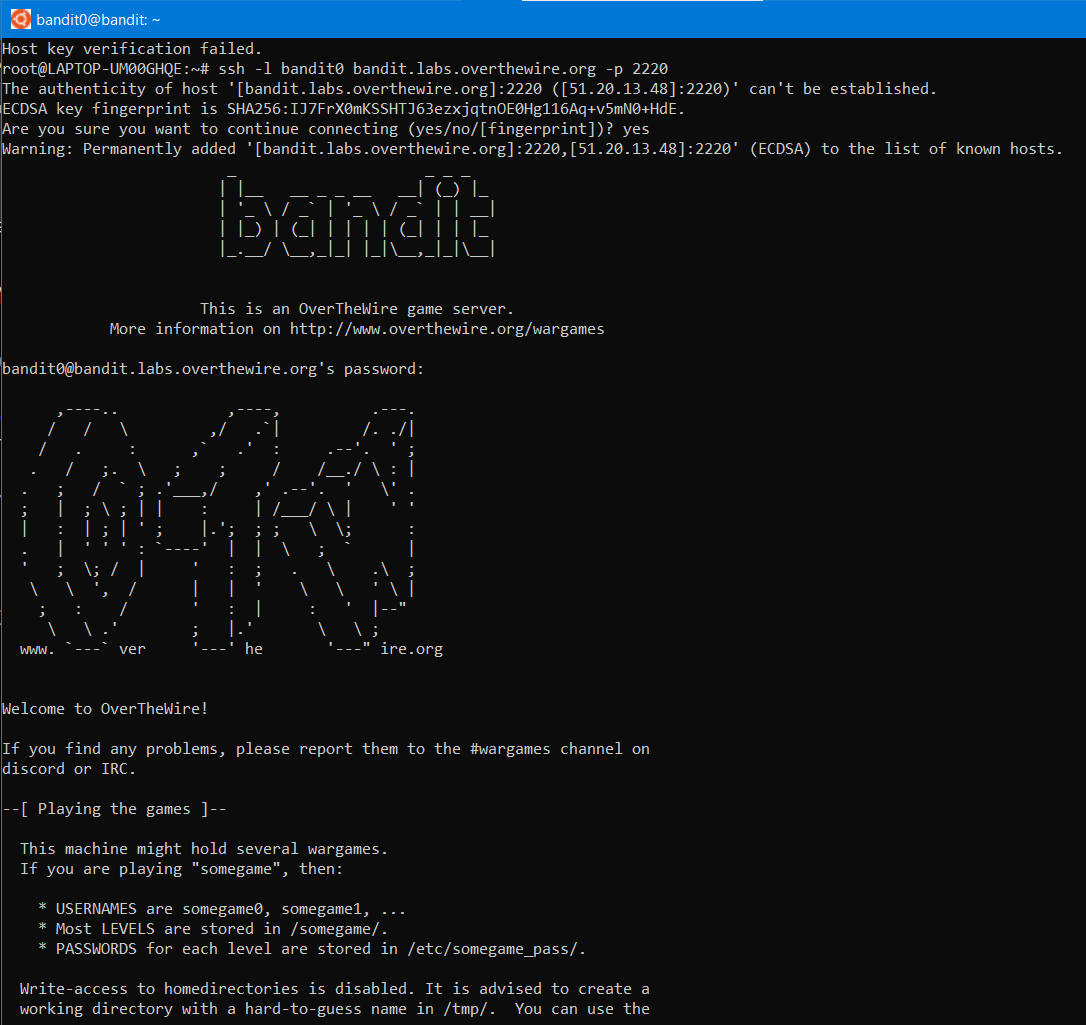 bandit0@bandit: ~
Host key verification failed.
root@LAPTOP-UM00GHQE:~# ssh -l bandit0 bandit.labs.overthewire.org -p 2220
The authenticity of host '[bandit.labs.overthewire.org]:2220 ([51.20.13.48]:2220)' can't be established.
ECDSA key fingerprint is SHA256:IJ7FrX0mKSSHTJ63ezxjqtnOE0Hg116Aq+v5mN0+HdE.
Are you sure you want to continue connecting (yes/no/[fingerprint])? yes
Warning: Permanently added '[bandit.labs.overthewire.org]:2220,[51.20.13.48]:2220' (ECDSA) to the list of known hosts.
bandit
This is an OverTheWire game server.
More information on http://www.overthewire.org/wargames
bandit0@bandit.labs.overthewire.org's password:
www. `---` ver '---' he '---" ire.org
Welcome to OverTheWire!
If you find any problems, please report them to the #wargames channel on
discord or IRC.
--[ Playing the games ]--
This machine might hold several wargames.
If you are playing "somegame", then:
* USERNAMES are somegame0, somegame1, ...
* Most LEVELS are stored in /somegame/.
* PASSWORDS for each level are stored in /etc/somegame_pass/.
Write-access to homedirectories is disabled. It is advised to create a
working directory with a hard-to-guess name in /tmp/. You can use the